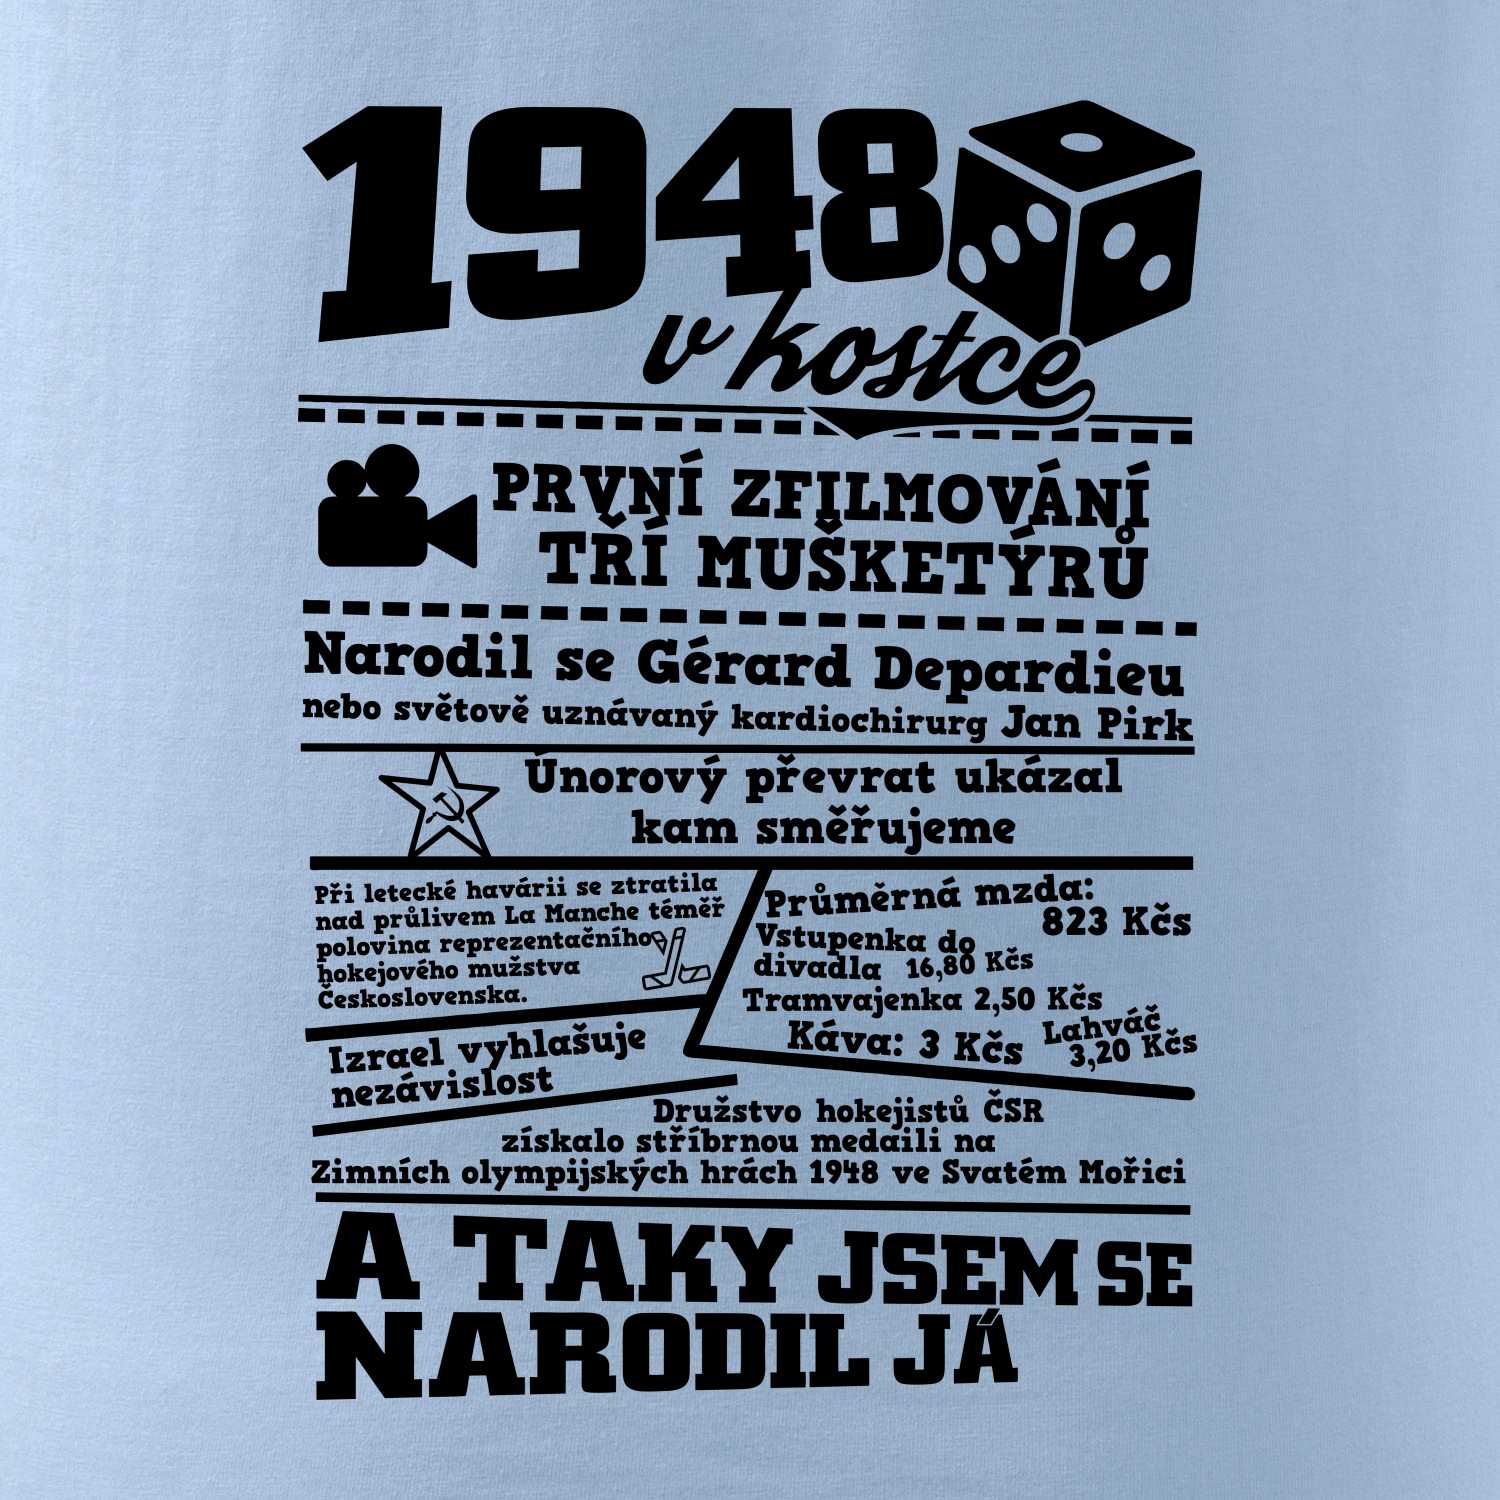 1948
v kostce
PRVNÍ ZFILMOVÁNÍ
TŘÍ MUŠKETÝRŮ
Narodil se Gérard Depardieu
nebo světově uznávaný kardiochirurg Jan Pirk
Únorový převrat ukázal
kam směřujeme
Při letecké havárii se ztratila
nad průlivem La Manche téměř
polovina reprezentačního
hokejového mužstva
Československa.
Průměrná mzda:
823 Kčs
Vstupenka do
divadla 16,80 Kčs
Tramvajenka 2,50 Kčs
Káva: 3 Kčs
Lahváč
3,20 Kčs
Izrael vyhlašuje
nezávislost
Družstvo hokejistů ČSR
získalo stříbrnou medaili na
Zimních olympijských hrách 1948 ve Svatém Mořici
A TAKY JSEM SE
NARODIL JÁ